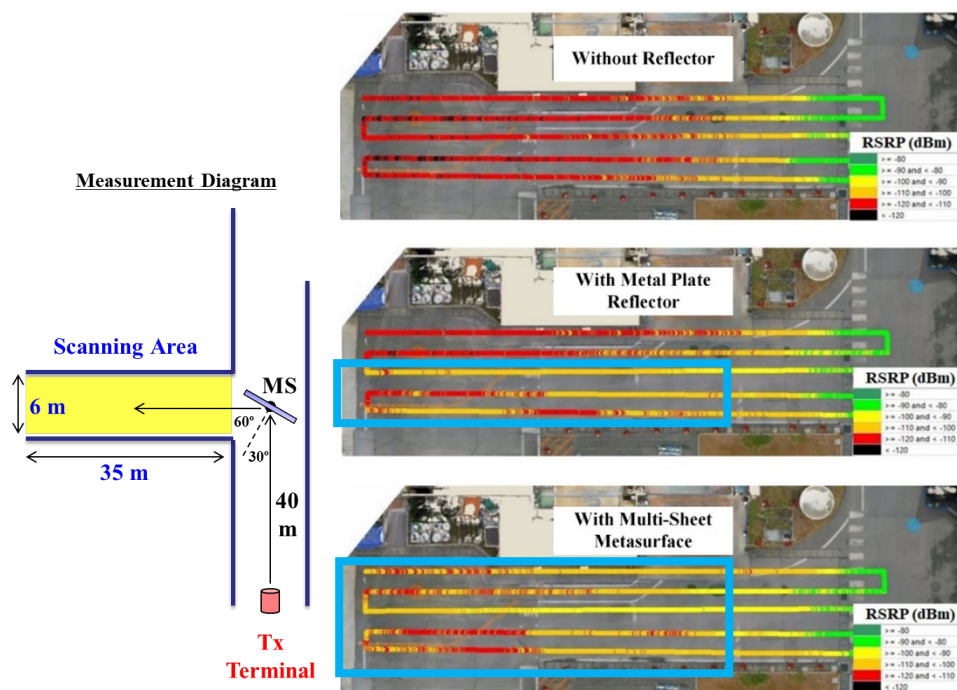 Measurement Diagram
Scanning Area
MS
6 m
60°
30°
35 m
40
m
Tx
Terminal
Without Reflector
RSRP (dBm)
>= -80
>= -90 and < -80
>= -100 and < -90
>= -110 and < -100
>= -120 and < -110
< -120
With Metal Plate
Reflector
RSRP (dBm)
>= -80
>= -90 and < -80
>= -100 and < -90
>= -110 and < -100
>= -120 and < -110
< -120
With Multi-Sheet
Metasurface
RSRP (dBm)
>= -80
>= -90 and < -80
>= -100 and < -90
>= -110 and < -100
>= -120 and < -110
< -120